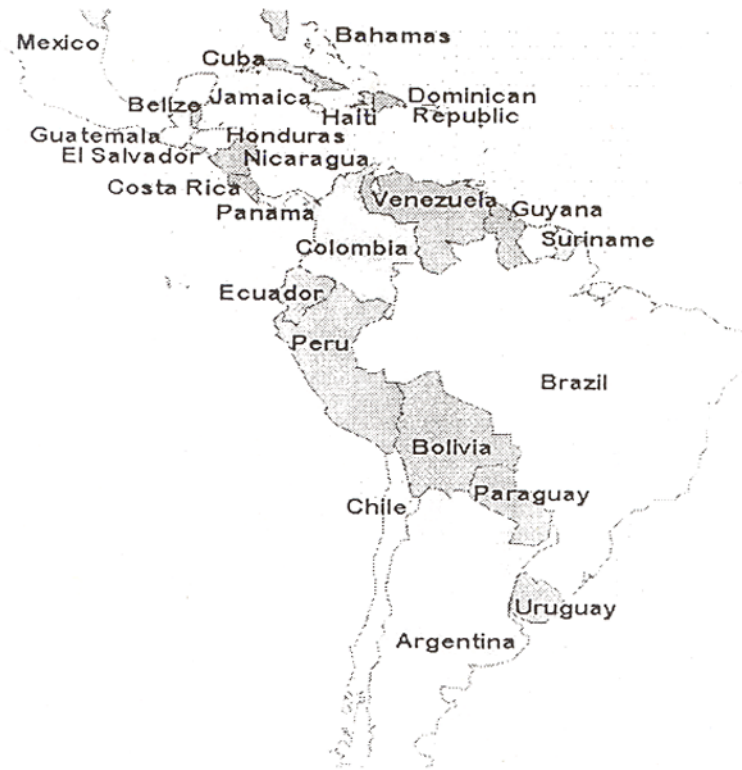 Mexico
Bahamas
Cuba
Belize
Jamaica
Haiti
Dominican
Republic
Guatemala
Honduras
El Salvador
Nicaragua
Costa Rica
Panama
Venezuela
Guyana
Suriname
Colombia
Ecuador
Peru
Brazil
Bolivia
Paraguay
Chile
Uruguay
Argentina